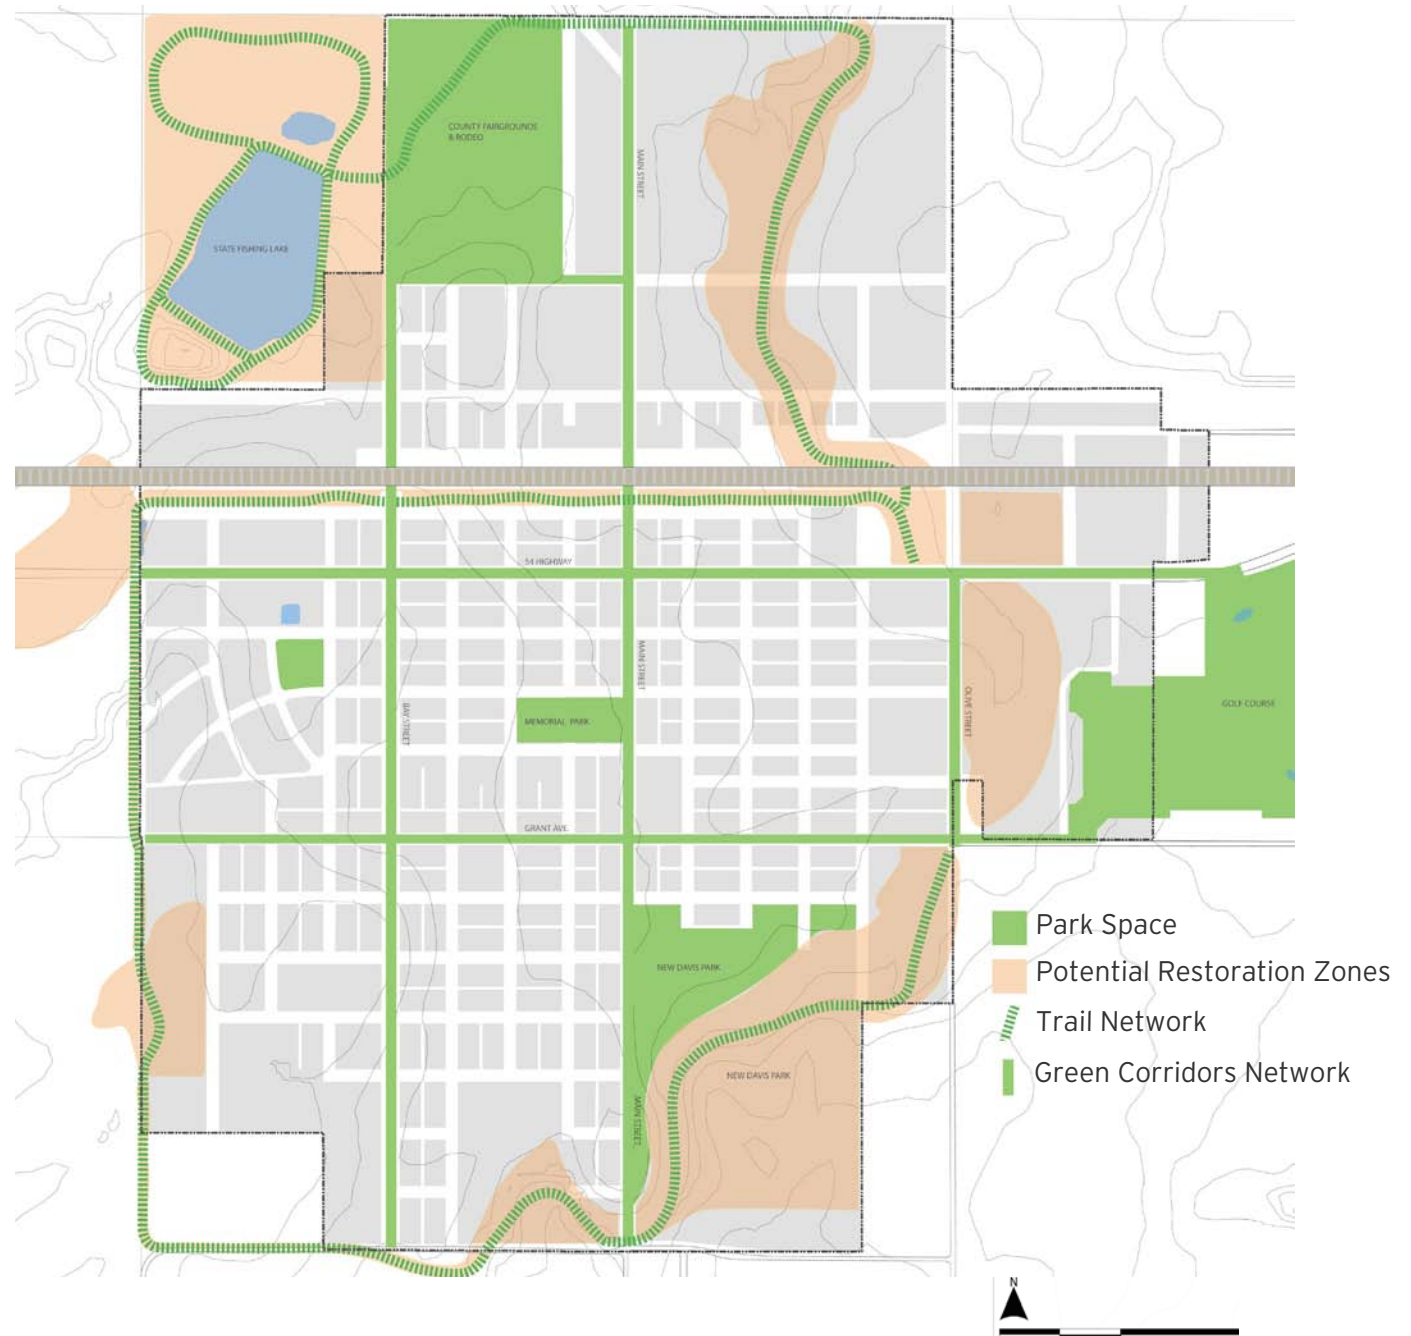 COUNTY FAIRGROUNDS
& RODEO
MAIN STREET
STATE FISHING LAKE
54 HIGHWAY
MAIN STREET
BAY STREET
MEMORIAL PARK
OLIVE STREET
GOLF COURSE
GRANT AVE.
NEW DAVIS PARK
NEW DAVIS PARK
MAIN STREET
Park Space
Potential Restoration Zones
Trail Network
Green Corridors Network
N